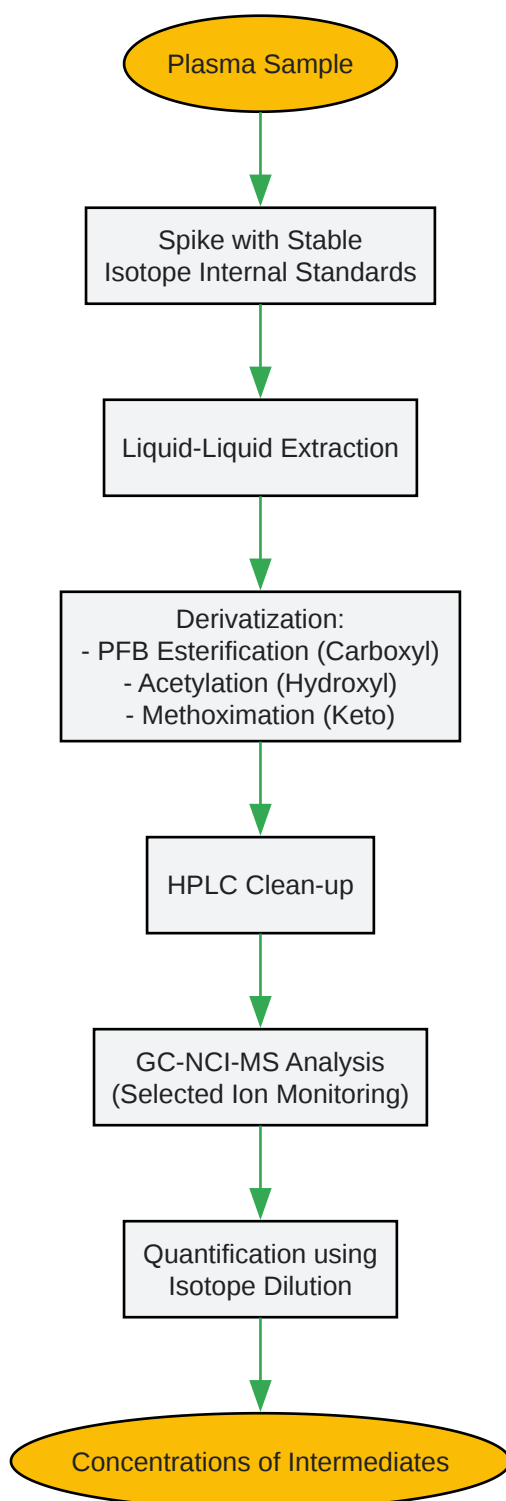 Plasma Sample
Spike with Stable
Isotope Internal Standards
Liquid-Liquid Extraction
Derivatization:
- PFB Esterification (Carboxyl)
- Acetylation (Hydroxyl)
- Methoximation (Keto)
HPLC Clean-up
GC-NCI-MS Analysis
(Selected Ion Monitoring)
Quantification using
Isotope Dilution
Concentrations of Intermediates